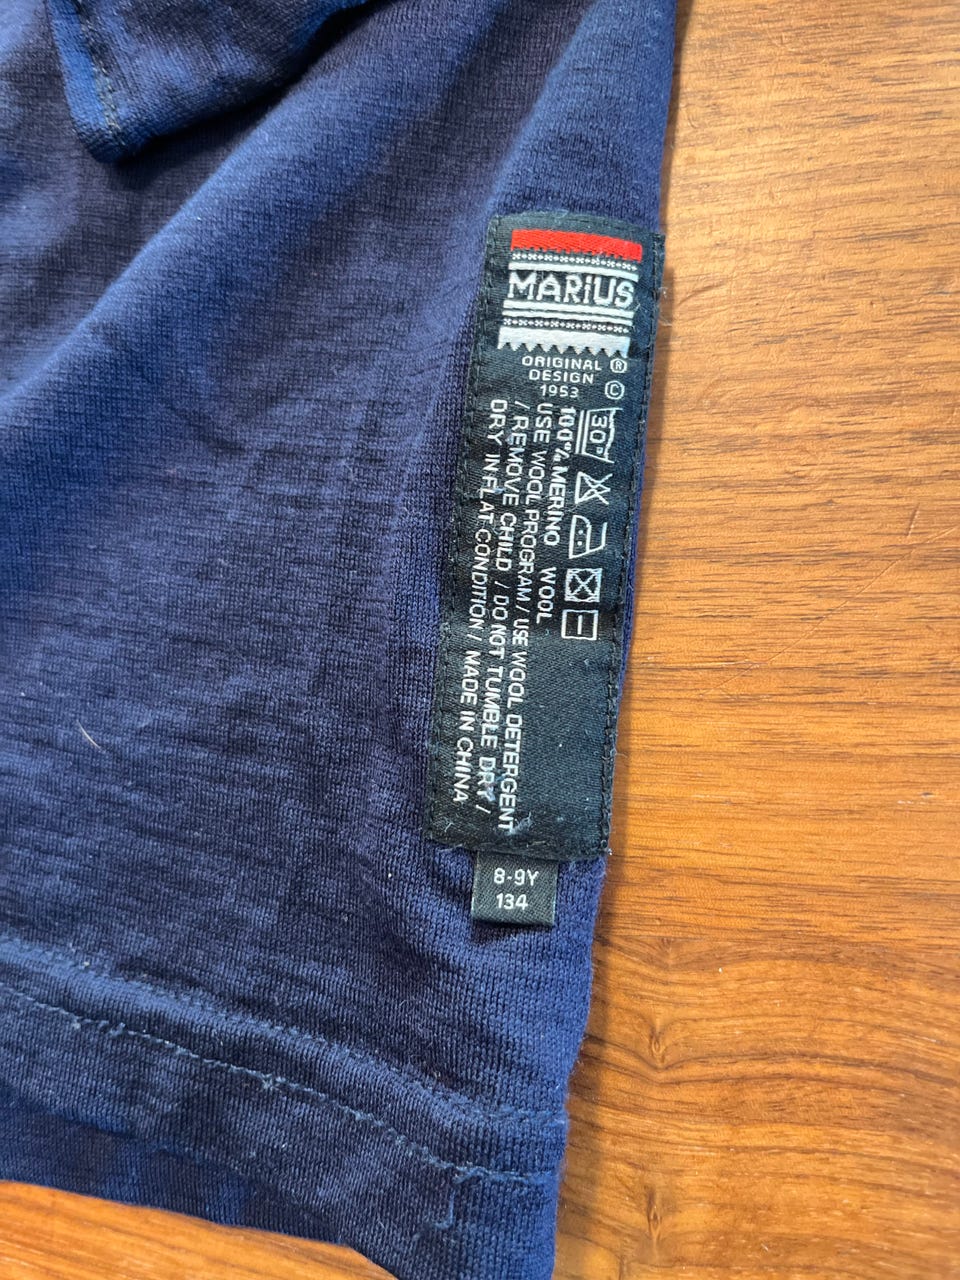 MARiUS
ORIGINAL ®
DESIGN
1953 ©
30°
100% MERINO WOOL
USE WOOL PROGRAM / USE WOOL DETERGENT
/ REMOVE CHILD / DO NOT TUMBLE DRY /
DRY IN FLAT CONDITION / MADE IN CHINA
8-9Y
134